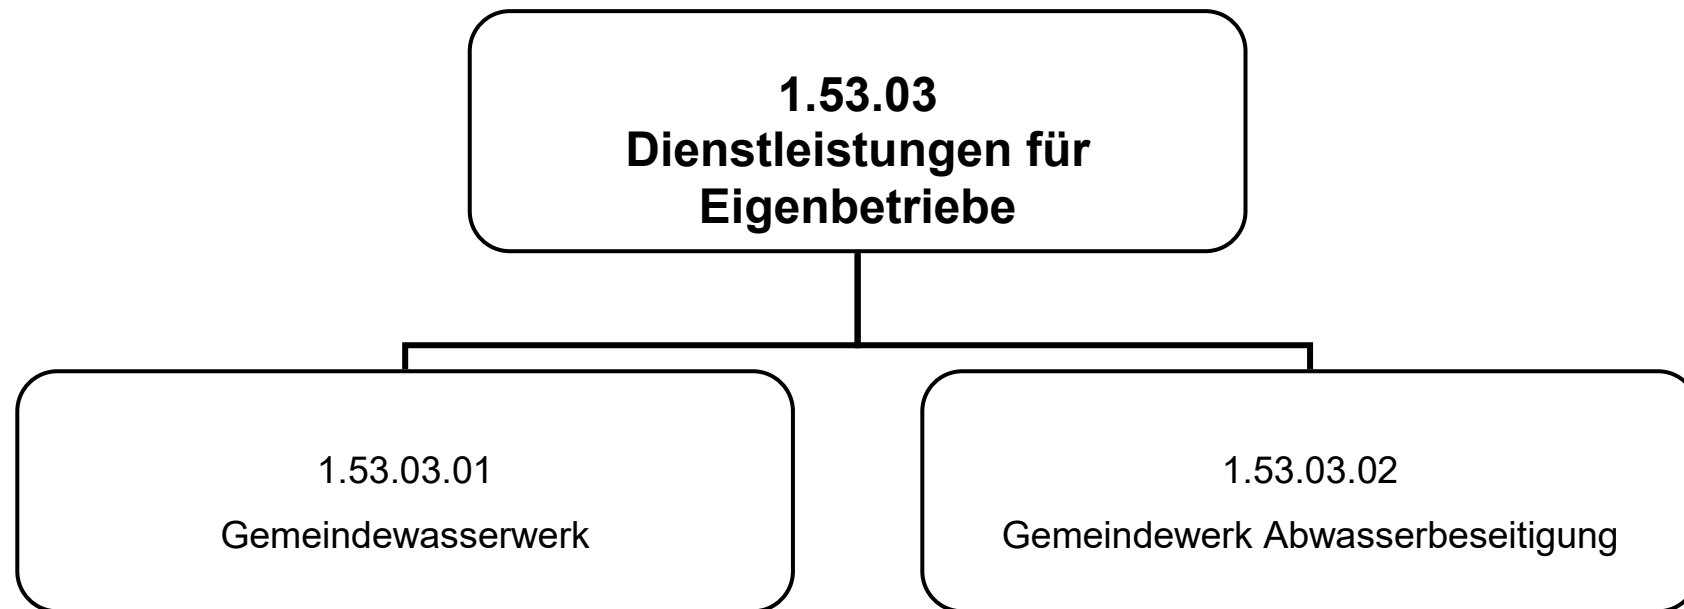 1.53.03
Dienstleistungen für
Eigenbetriebe
1.53.03.01
Gemeindewasserwerk
1.53.03.02
Gemeindewerk Abwasserbeseitigung